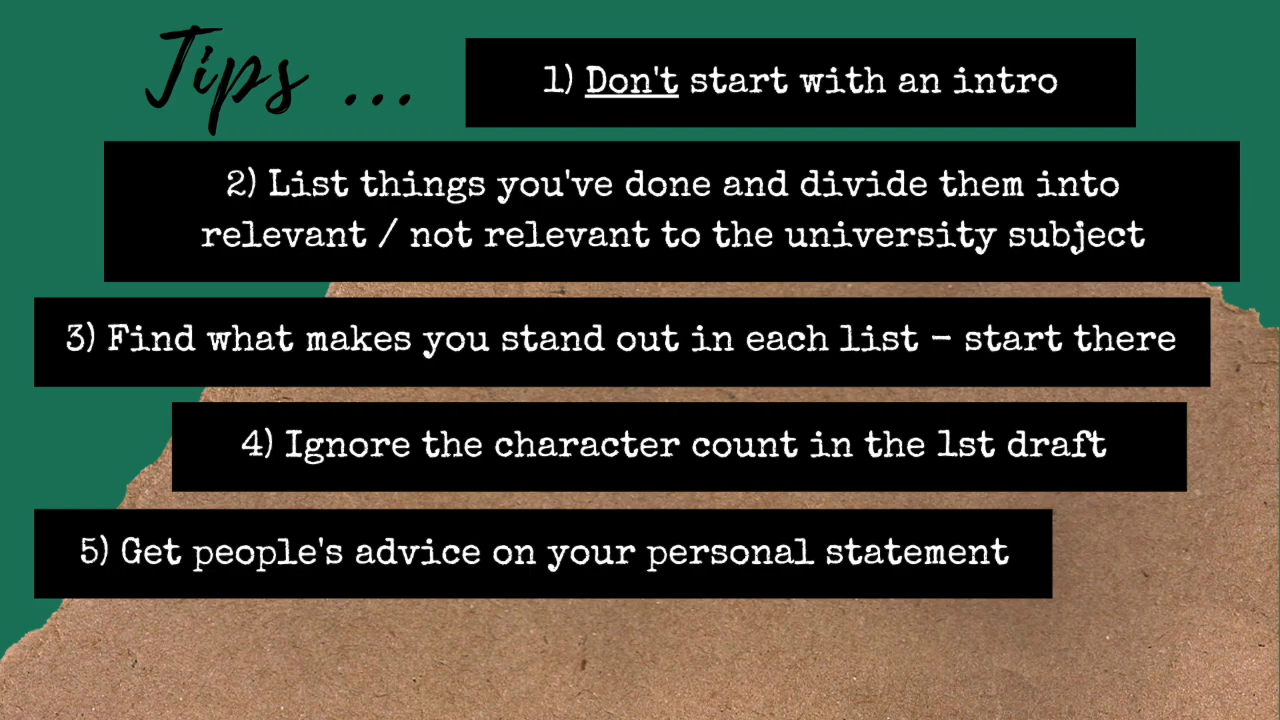 Tips ...
1) Don't start with an intro
2) List things you've done and divide them into
relevant / not relevant to the university subject
3) Find what makes you stand out in each list - start there
4) Ignore the character count in the 1st draft
5) Get people's advice on your personal statement